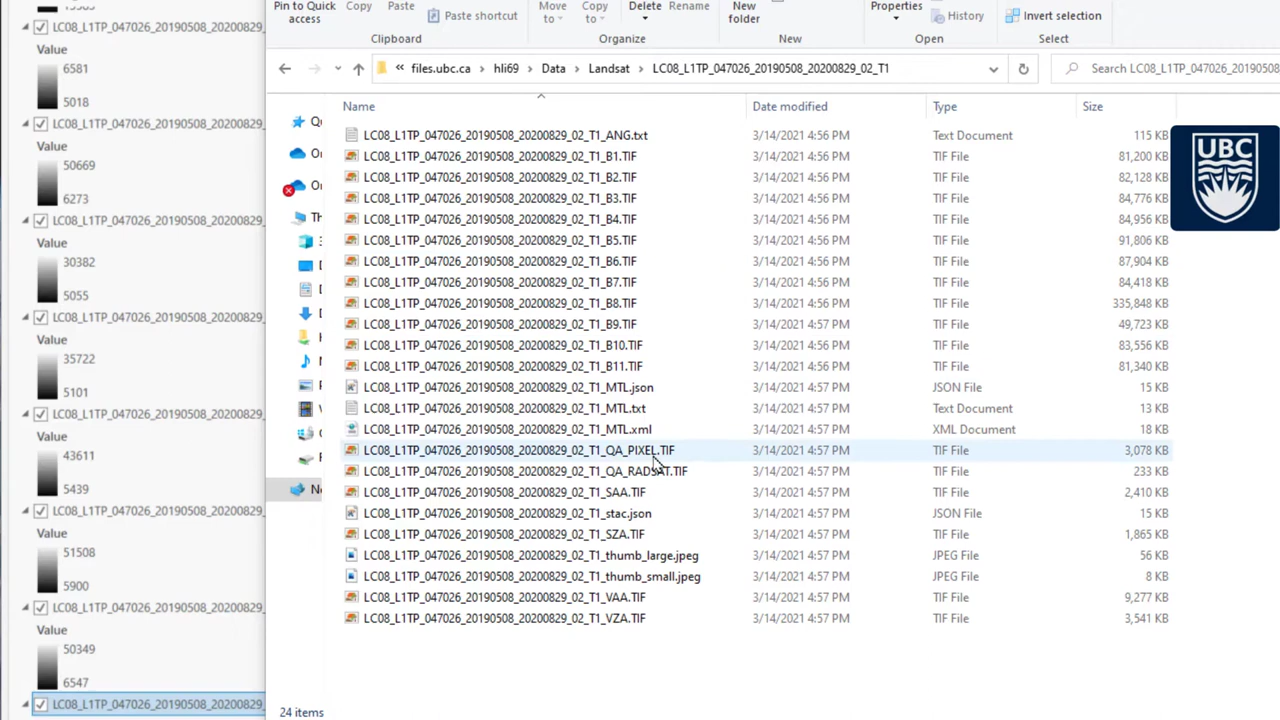 Pin to Quick access
Copy
Paste
Paste shortcut
Move to
Copy to
Delete
Rename
New folder
Properties
History
Invert selection
Clipboard
Organize
New
Open
Select
« files.ubc.ca > hli69 > Data > Landsat > LC08_L1TP_047026_20190508_20200829_02_T1
Search LC08_L1TP_047026_20190508
Name Date modified Type Size
LC08_L1TP_047026_20190508_20200829_02_T1_ANG.txt 3/14/2021 4:56 PM Text Document 115 KB
LC08_L1TP_047026_20190508_20200829_02_T1_B1.TIF 3/14/2021 4:56 PM TIF File 81,200 KB
LC08_L1TP_047026_20190508_20200829_02_T1_B2.TIF 3/14/2021 4:56 PM TIF File 82,128 KB
LC08_L1TP_047026_20190508_20200829_02_T1_B3.TIF 3/14/2021 4:56 PM TIF File 84,776 KB
LC08_L1TP_047026_20190508_20200829_02_T1_B4.TIF 3/14/2021 4:56 PM TIF File 84,956 KB
LC08_L1TP_047026_20190508_20200829_02_T1_B5.TIF 3/14/2021 4:56 PM TIF File 91,806 KB
LC08_L1TP_047026_20190508_20200829_02_T1_B6.TIF 3/14/2021 4:56 PM TIF File 87,904 KB
LC08_L1TP_047026_20190508_20200829_02_T1_B7.TIF 3/14/2021 4:56 PM TIF File 84,418 KB
LC08_L1TP_047026_20190508_20200829_02_T1_B8.TIF 3/14/2021 4:56 PM TIF File 335,848 KB
LC08_L1TP_047026_20190508_20200829_02_T1_B9.TIF 3/14/2021 4:57 PM TIF File 49,723 KB
LC08_L1TP_047026_20190508_20200829_02_T1_B10.TIF 3/14/2021 4:57 PM TIF File 83,556 KB
LC08_L1TP_047026_20190508_20200829_02_T1_B11.TIF 3/14/2021 4:57 PM TIF File 81,340 KB
LC08_L1TP_047026_20190508_20200829_02_T1_MTL.json 3/14/2021 4:57 PM JSON File 15 KB
LC08_L1TP_047026_20190508_20200829_02_T1_MTL.txt 3/14/2021 4:57 PM Text Document 13 KB
LC08_L1TP_047026_20190508_20200829_02_T1_MTL.xml 3/14/2021 4:57 PM XML Document 18 KB
LC08_L1TP_047026_20190508_20200829_02_T1_QA_PIXEL.TIF 3/14/2021 4:57 PM TIF File 3,078 KB
LC08_L1TP_047026_20190508_20200829_02_T1_QA_RADSAT.TIF 3/14/2021 4:57 PM TIF File 233 KB
LC08_L1TP_047026_20190508_20200829_02_T1_SAA.TIF 3/14/2021 4:57 PM TIF File 2,410 KB
LC08_L1TP_047026_20190508_20200829_02_T1_stac.json 3/14/2021 4:57 PM JSON File 15 KB
LC08_L1TP_047026_20190508_20200829_02_T1_SZA.TIF 3/14/2021 4:57 PM TIF File 1,865 KB
LC08_L1TP_047026_20190508_20200829_02_T1_thumb_large.jpeg 3/14/2021 4:57 PM JPEG File 56 KB
LC08_L1TP_047026_20190508_20200829_02_T1_thumb_small.jpeg 3/14/2021 4:57 PM JPEG File 8 KB
LC08_L1TP_047026_20190508_20200829_02_T1_VAA.TIF 3/14/2021 4:57 PM TIF File 9,277 KB
LC08_L1TP_047026_20190508_20200829_02_T1_VZA.TIF 3/14/2021 4:57 PM TIF File 3,541 KB
24 items
UBC
LC08_L1TP_047026_20190508_20200829_
Value
6581
5018
LC08_L1TP_047026_20190508_20200829_
Value
50669
6273
LC08_L1TP_047026_20190508_20200829_
Value
30382
5055
LC08_L1TP_047026_20190508_20200829_
Value
35722
5101
LC08_L1TP_047026_20190508_20200829_
Value
43611
5439
LC08_L1TP_047026_20190508_20200829_
Value
51508
5900
LC08_L1TP_047026_20190508_20200829_
Value
50349
6547
LC08_L1TP_047026_20190508_20200829_